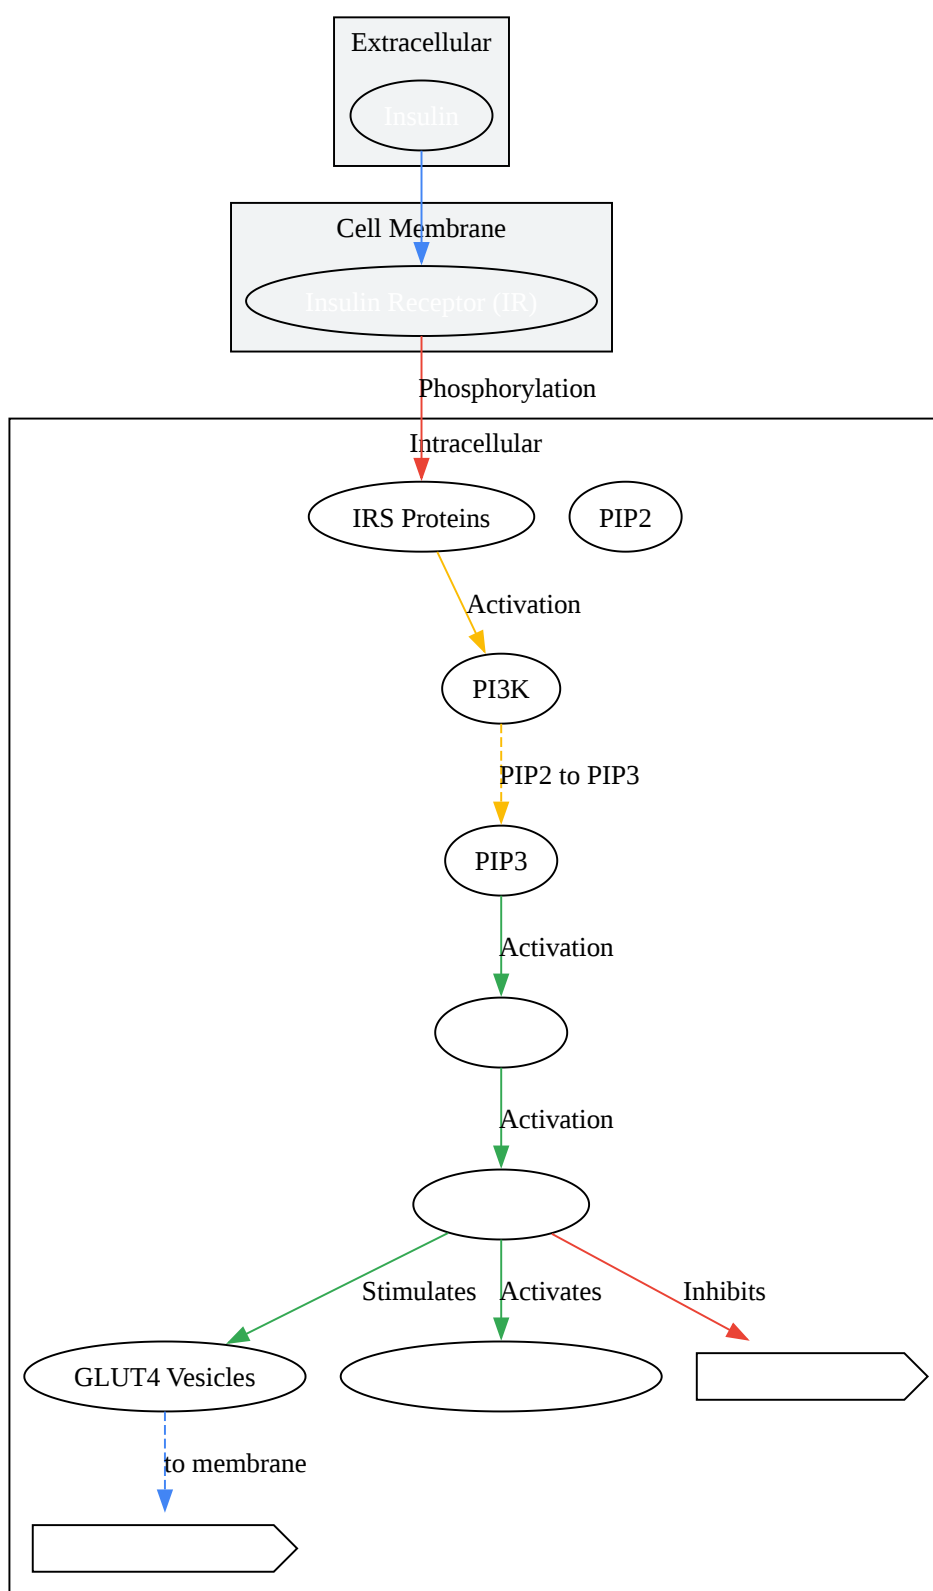 Extracellular
Insulin
Cell Membrane
Insulin Receptor (IR)
Phosphorylation
Intracellular
IRS Proteins
PIP2
Activation
PI3K
PIP2 to PIP3
PIP3
Activation
Activation
Stimulates
Activates
Inhibits
GLUT4 Vesicles
to membrane